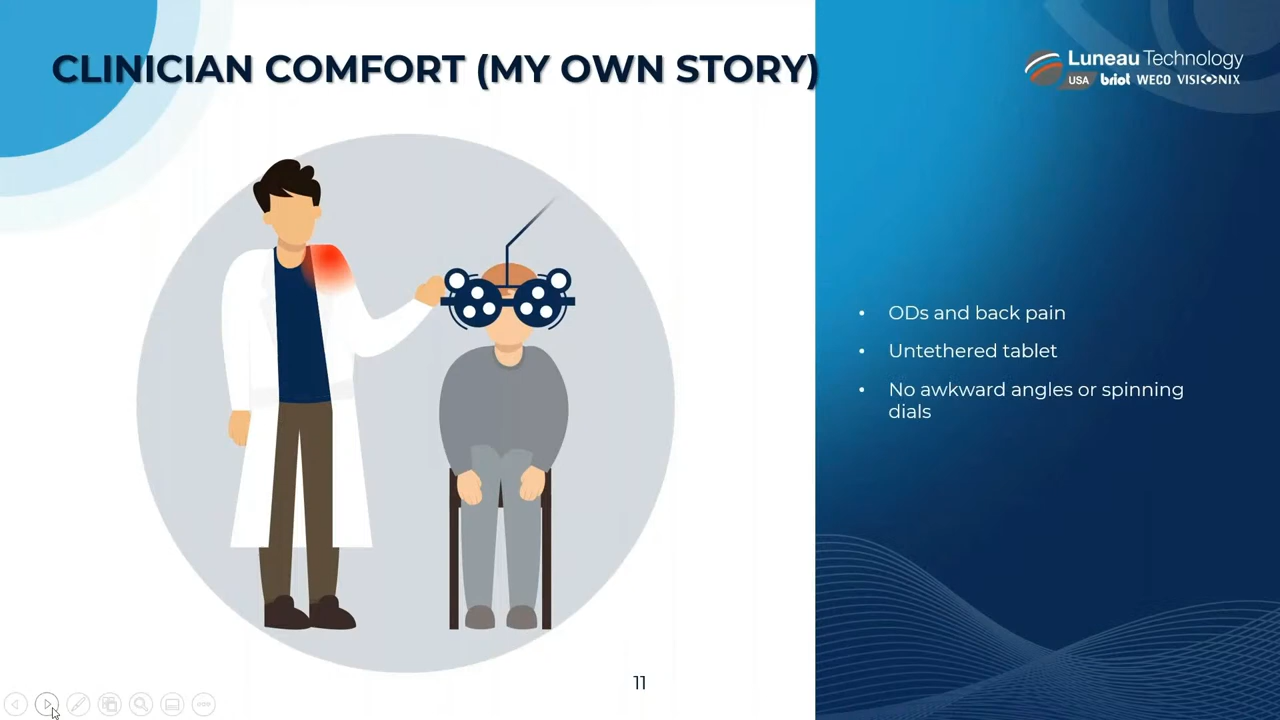 CLINICIAN COMFORT (MY OWN STORY)
Luneau Technology
USA briot WECO VISIONIX
• ODs and back pain
• Untethered tablet
• No awkward angles or spinning
dials
11